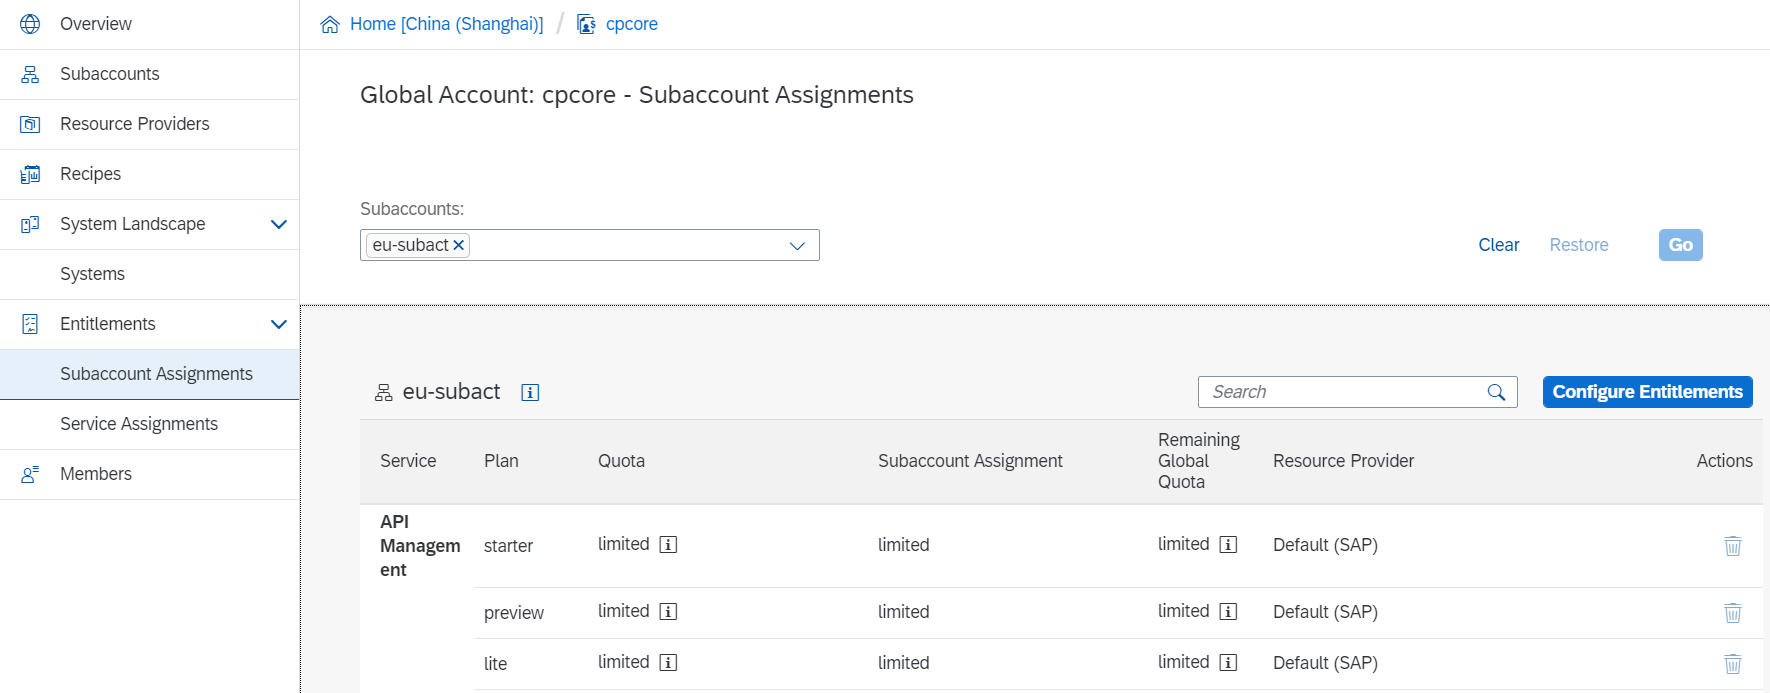 Overview
Subaccounts
Resource Providers
Recipes
System Landscape
Systems
Entitlements
Subaccount Assignments
Service Assignments
Members
Home [China (Shanghai)] / cpcore
Global Account: cpcore - Subaccount Assignments
Subaccounts:
eu-subact
Clear Restore Go
eu-subact Search Configure Entitlements
Service Plan Quota Subaccount Assignment Remaining Global Quota Resource Provider Actions
API
Managem
ent
starter limited limited limited Default (SAP)
preview limited limited limited Default (SAP)
lite limited limited limited Default (SAP)